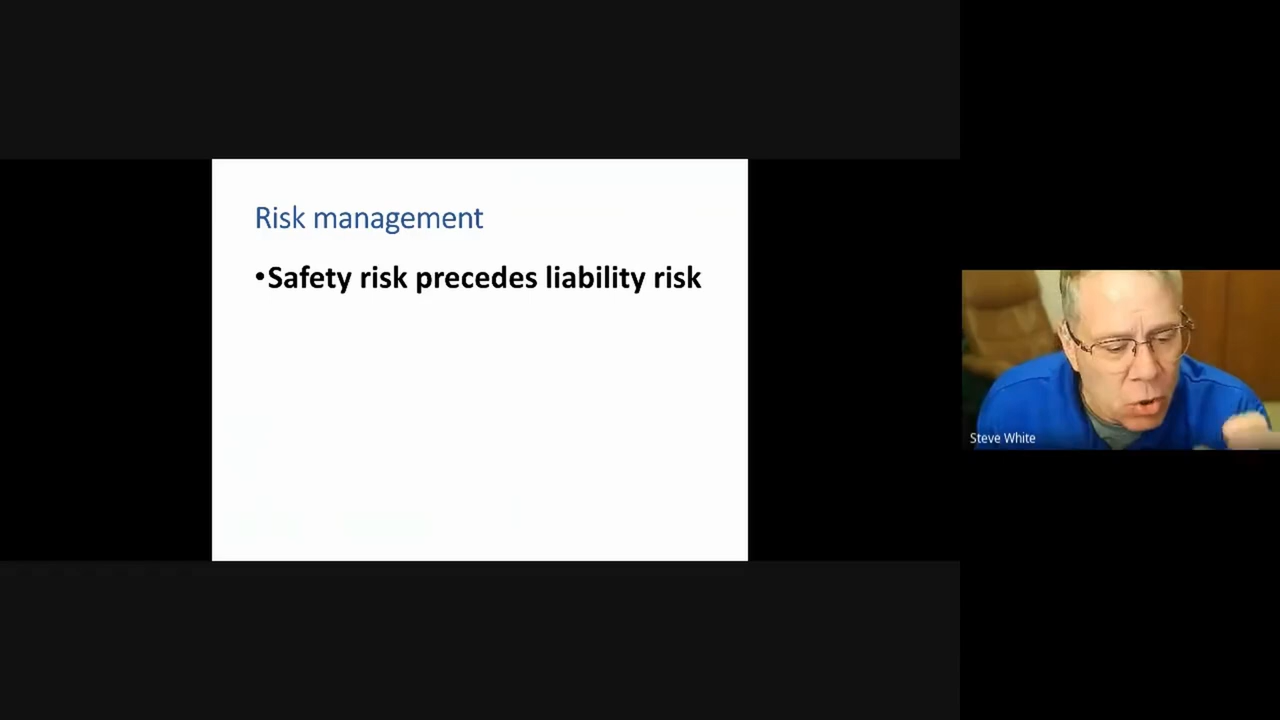 Risk management
•Safety risk precedes liability risk
Steve White